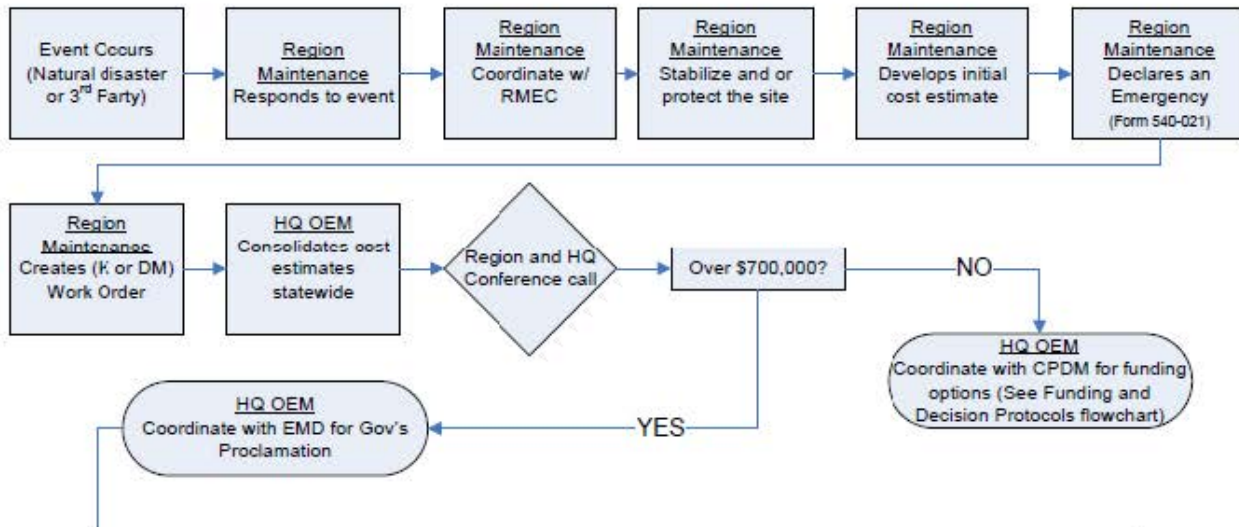 Event Occurs
(Natural disaster
or 3rd Farty)
Region
Maintenance
Responds to event
Region
Maintenance
Coordinate w/
RMEC
Region
Maintenance
Stabilize and or
protect the site
Region
Maintenance
Develops initial
cost estimate
Region
Maintenance
Declares an
Emergency
(Form 540-021)
Region
Maintenance
Creates (K or DM)
Work Order
HQ OEM
Consolidates cost
estimates
statewide
Region and HQ
Conference call
Over $700,000?
NO
HQ OEM
Coordinate with CPDM for funding
options (See Funding and
Decision Protocols flowchart)
YES
HQ OEM
Coordinate with EMD for Gov's
Proclamation